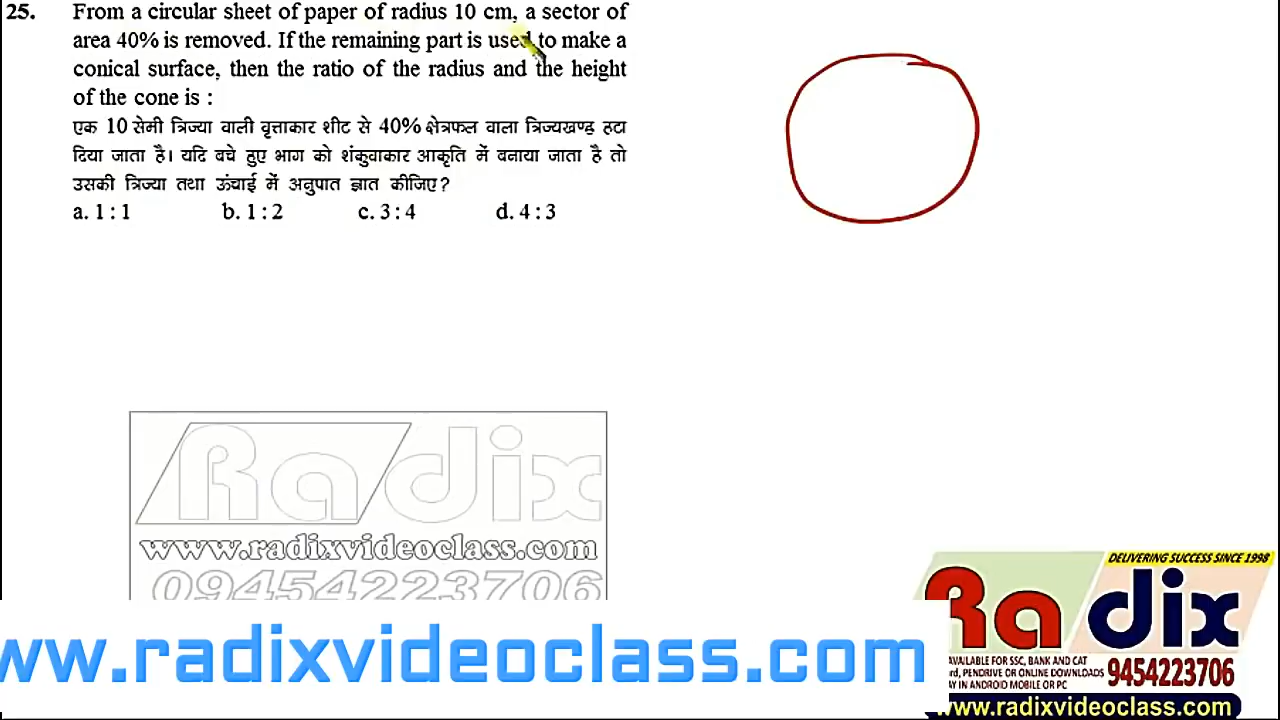 25. From a circular sheet of paper of radius 10 cm, a sector of
area 40% is removed. If the remaining part is used to make a
conical surface, then the ratio of the radius and the height
of the cone is :
एक 10 सेमी त्रिज्या वाली वृत्ताकार शीट से 40% क्षेत्रफल वाला त्रिज्यखण्ड हटा
दिया जाता है। यदि बचे हुए भाग को शंकुवाकार आकृति में बनाया जाता है तो
उसकी त्रिज्या तथा ऊंचाई में अनुपात ज्ञात कीजिए?
a. 1 : 1 b. 1 : 2 c. 3 : 4 d. 4 : 3
Radix
www.radixvideoclass.com
09454223706
ww.radixvideoclass.com
DELIVERING SUCCESS SINCE 1998
Radix
AVAILABLE FOR SSC, BANK AND CAT
rd, PENDRIVE OR ONLINE DOWNLOADS
AY IN ANDROID MOBILE OR PC
9454223706
www.radixvideoclass.com